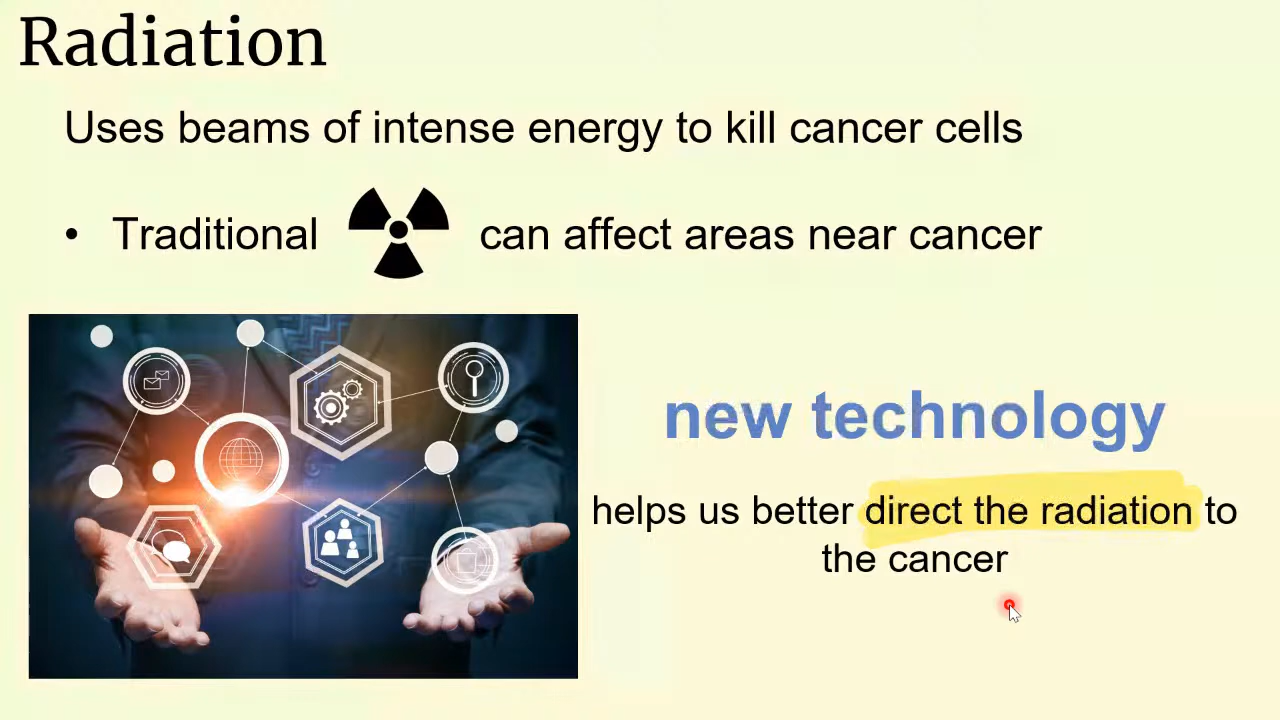 Radiation
Uses beams of intense energy to kill cancer cells
• Traditional can affect areas near cancer
new technology
helps us better direct the radiation to
the cancer